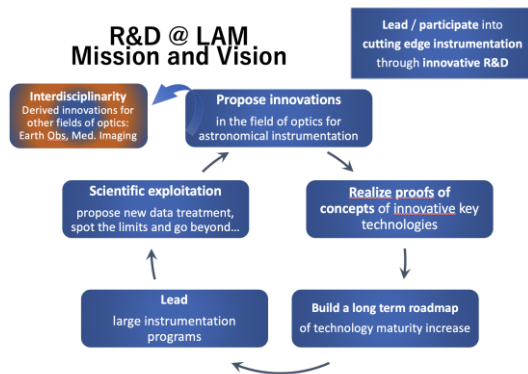 R&D @ LAM
Mission and Vision
Lead / participate into
cutting edge instrumentation
through innovative R&D
Interdisciplinarity
Derived innovations for
other fields of optics:
Earth Obs, Med. Imaging
Propose innovations
in the field of optics for
astronomical instrumentation
Scientific exploitation
propose new data treatment,
spot the limits and go beyond...
Realize proofs of
concepts of innovative key
technologies
Lead
large instrumentation
programs
Build a long term roadmap
of technology maturity increase